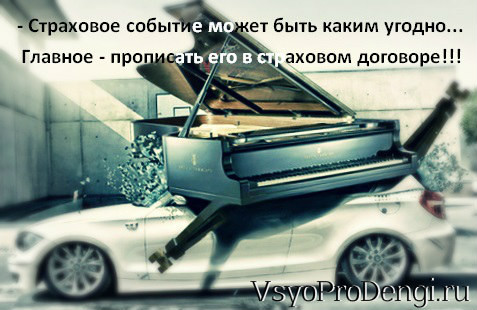 - Страховое событие может быть каким угодно...
Главное - прописать его в страховом договоре!!!
VsyoProDengi.ru